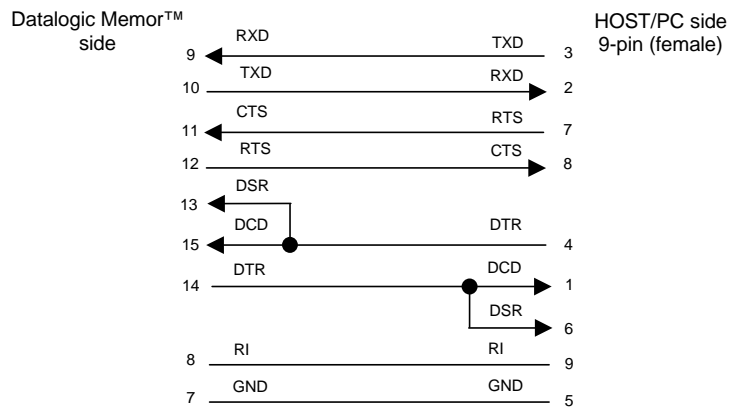 Datalogic Memor™ side
HOST/PC side 9-pin (female)
9 RXD TXD 3
10 TXD RXD 2
11 CTS RTS 7
12 RTS CTS 8
13 DSR
15 DCD DTR 4
14 DTR DCD 1
DSR 6
8 RI RI 9
7 GND GND 5